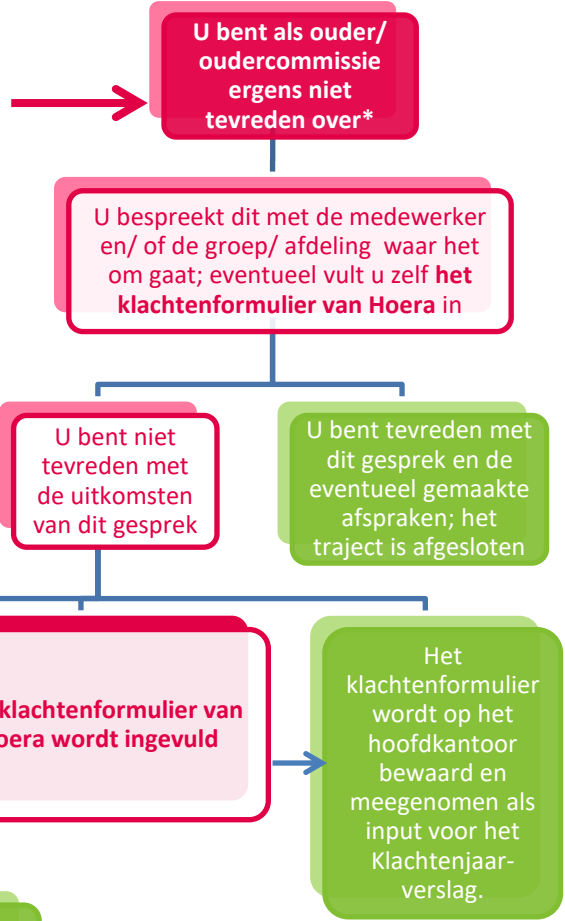 U bent als ouder/
oudercommissie
ergens niet
tevreden over*
U bespreekt dit met de medewerker
en/ of de groep/ afdeling waar het
om gaat; eventueel vult u zelf het
klachtenformulier van Hoera in
U bent niet
tevreden met
de uitkomsten
van dit gesprek
U bent tevreden met
dit gesprek en de
eventueel gemaakte
afspraken; het
traject is afgesloten
klachtenformulier van
oera wordt ingevuld
Het
klachtenformulier
wordt op het
hoofdkantoor
bewaard en
meegenomen als
input voor het
Klachtenjaar-
verslag.